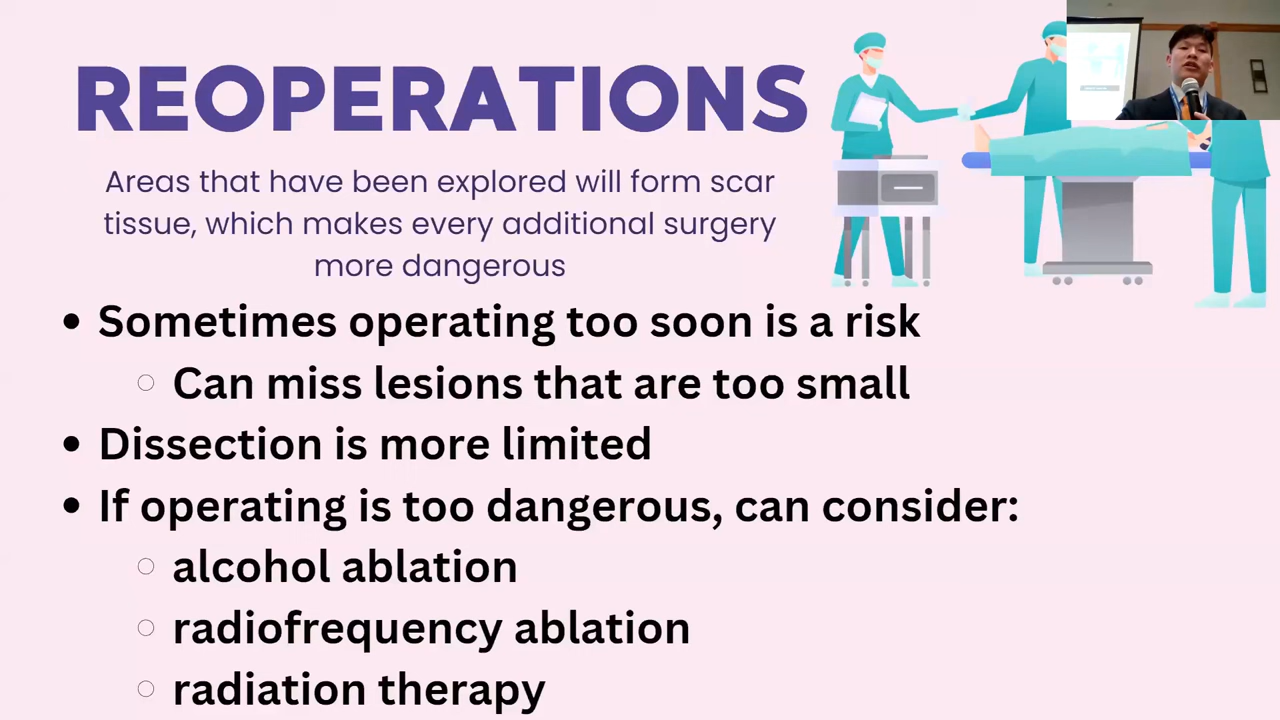 REOPERATIONS
Areas that have been explored will form scar
tissue, which makes every additional surgery
more dangerous
Sometimes operating too soon is a risk
Can miss lesions that are too small
Dissection is more limited
If operating is too dangerous, can consider:
alcohol ablation
radiofrequency ablation
radiation therapy